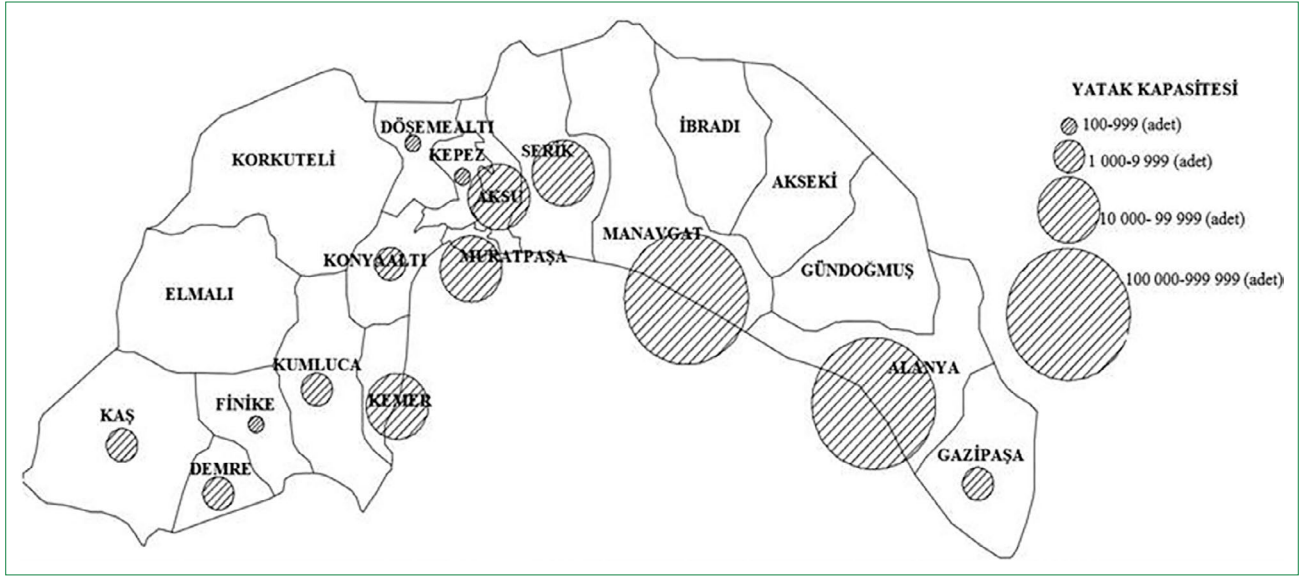 YATAK KAPASİTESİ
100-999 (adet)
1 000-9 999 (adet)
10 000- 99 999 (adet)
100 000-999 999 (adet)
DÖŞEMEALTI
İBRADI
KORKUTELİ
KEPEZ
SERİK
AKSEKİ
AKSU
MANAVGAT
KONYAALTI
MURATPAŞA
GÜNDOĞMUŞ
ELMALI
KUMLUCA
ALANYA
KEMER
FİNİKE
KAŞ
GAZİPAŞA
DEMRE